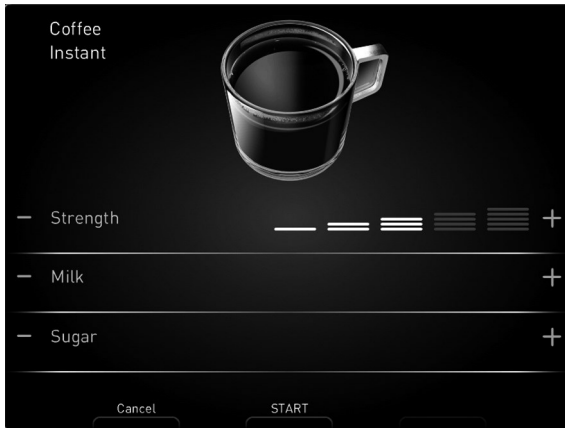 Coffee
Instant
− Strength +
− Milk +
− Sugar +
Cancel START